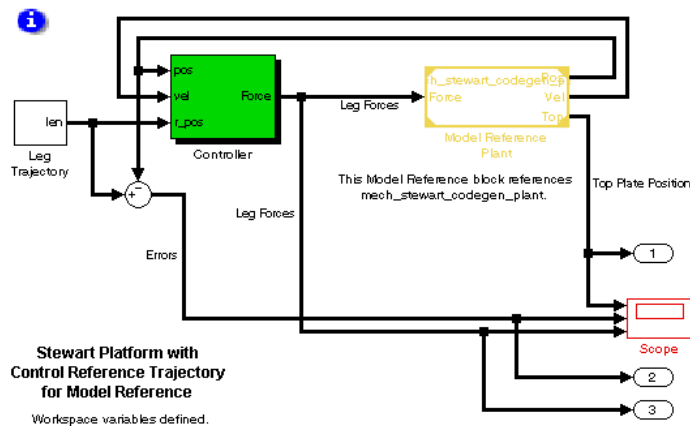 i
pos
vel
r_pos
Force
Controller
len
Leg
Trajectory
Leg Forces
h_stewart_codegen_p
Force
Pos
Vel
Top
Model Reference
Plant
This Model Reference block references
mech_stewart_codegen_plant.
Top Plate Position
Leg Forces
Errors
1
Scope
2
3
Stewart Platform with
Control Reference Trajectory
for Model Reference
Workspace variables defined.